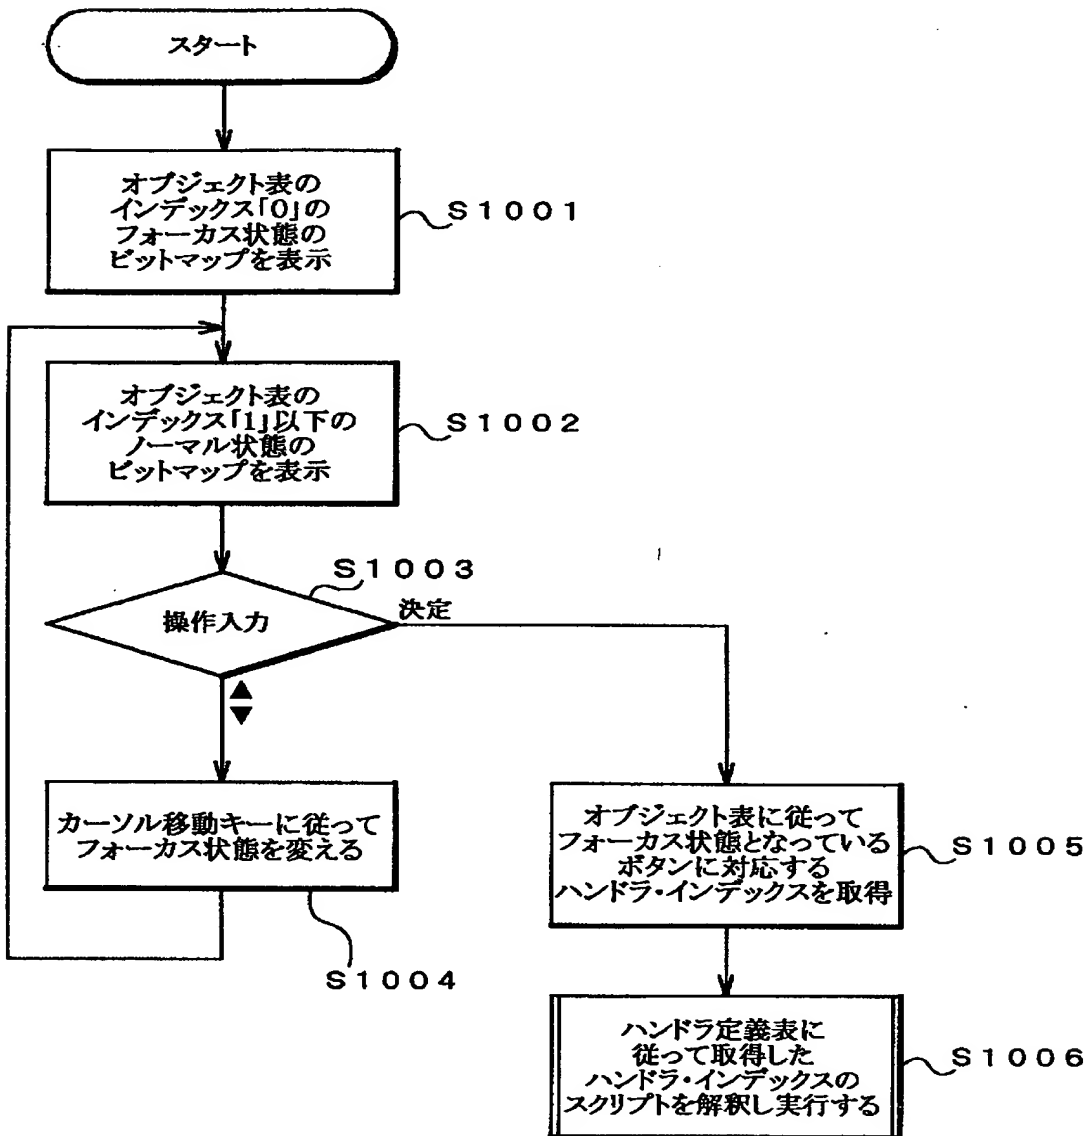 スタート
オブジェクト表の
インデックス「0」の
フォーカス状態の
ビットマップを表示
S1001
オブジェクト表の
インデックス「1」以下の
ノーマル状態の
ビットマップを表示
S1002
S1003
操作入力
決定
▲
▼
カーソル移動キーに従って
フォーカス状態を変える
S1004
オブジェクト表に従って
フォーカス状態となっている
ボタンに対応する
ハンドラ・インデックスを取得
S1005
ハンドラ定義表に
従って取得した
ハンドラ・インデックスの
スクリプトを解釈し実行する
S1006